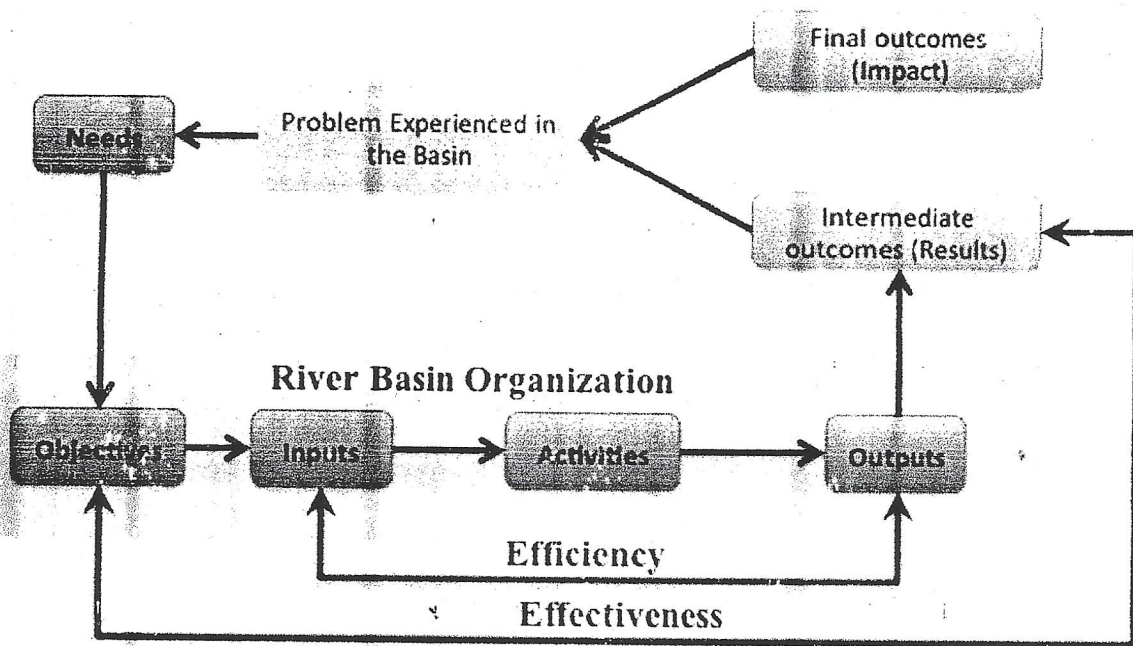 Final outcomes
(Impact)
Needs
Problem Experienced in
the Basin
Intermediate
outcomes (Results)
River Basin Organization
Objectives
Inputs
Activities
Outputs
Efficiency
Effectiveness